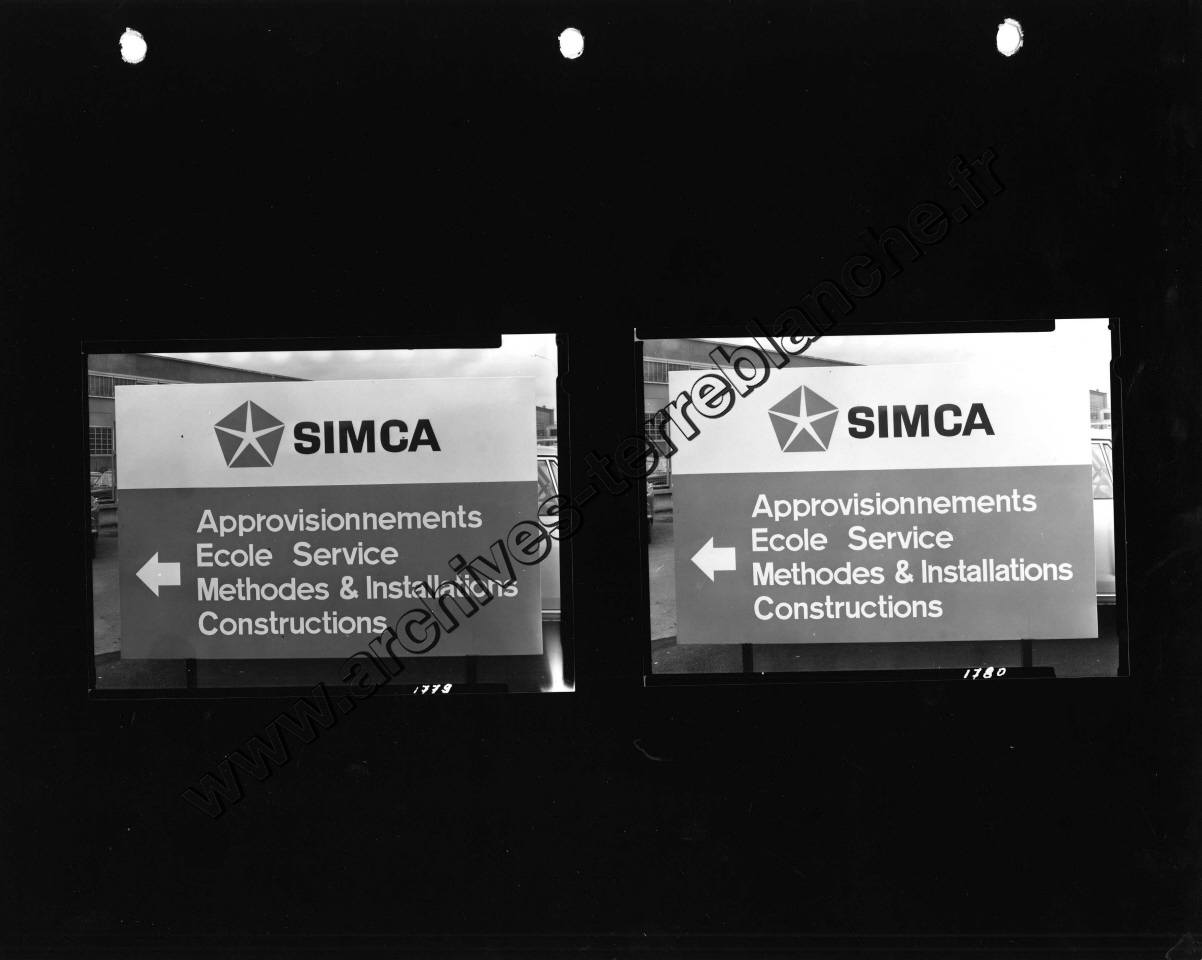 SIMCA
Approvisionnements
Ecole Service
Methodes & Installations
Constructions
1779
SIMCA
Approvisionnements
Ecole Service
Methodes & Installations
Constructions
1780
www.archives-terreblanche.fr